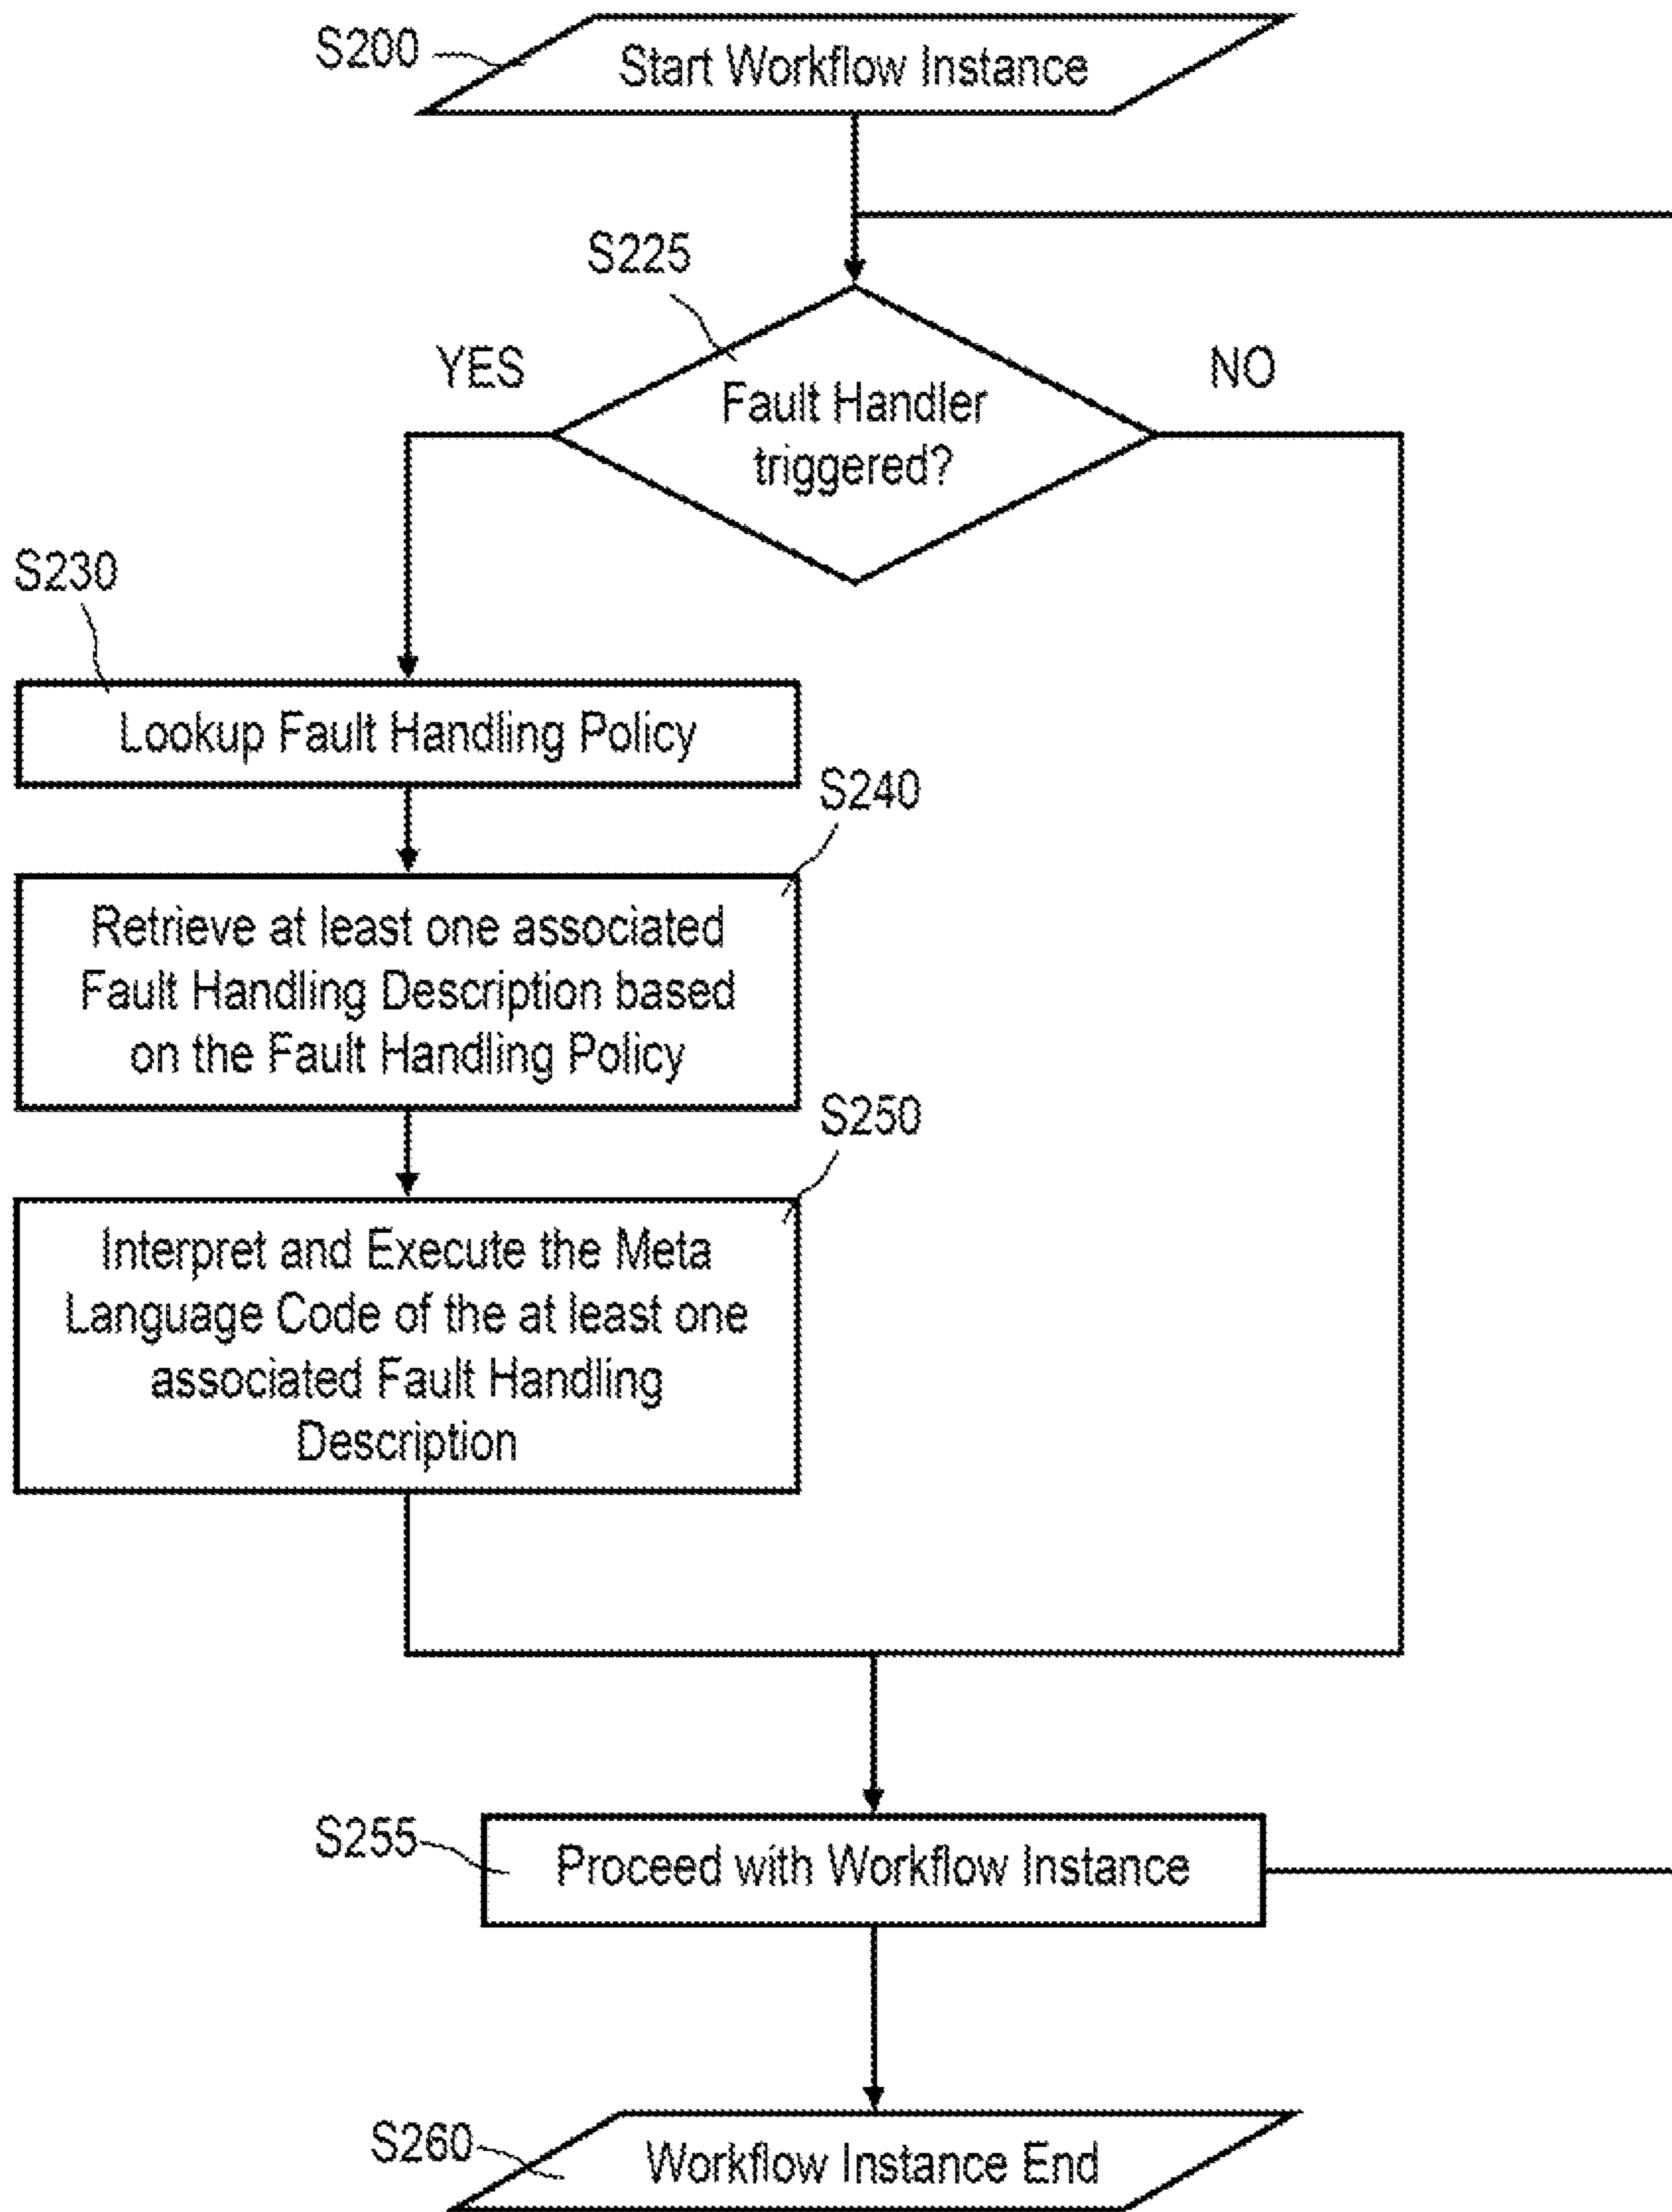 S200
Start Workflow Instance
S225
YES
NO
Fault Handler
triggered?
S230
Lookup Fault Handling Policy
S240
Retrieve at least one associated
Fault Handling Description based
on the Fault Handling Policy
S250
Interpret and Execute the Meta
Language Code of the at least one
associated Fault Handling
Description
S255
Proceed with Workflow Instance
S260
Workflow Instance End